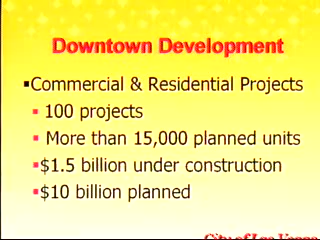 Downtown Development
▪Commercial & Residential Projects
▪ 100 projects
▪ More than 15,000 planned units
▪$1.5 billion under construction
▪$10 billion planned
City of Las Vegas